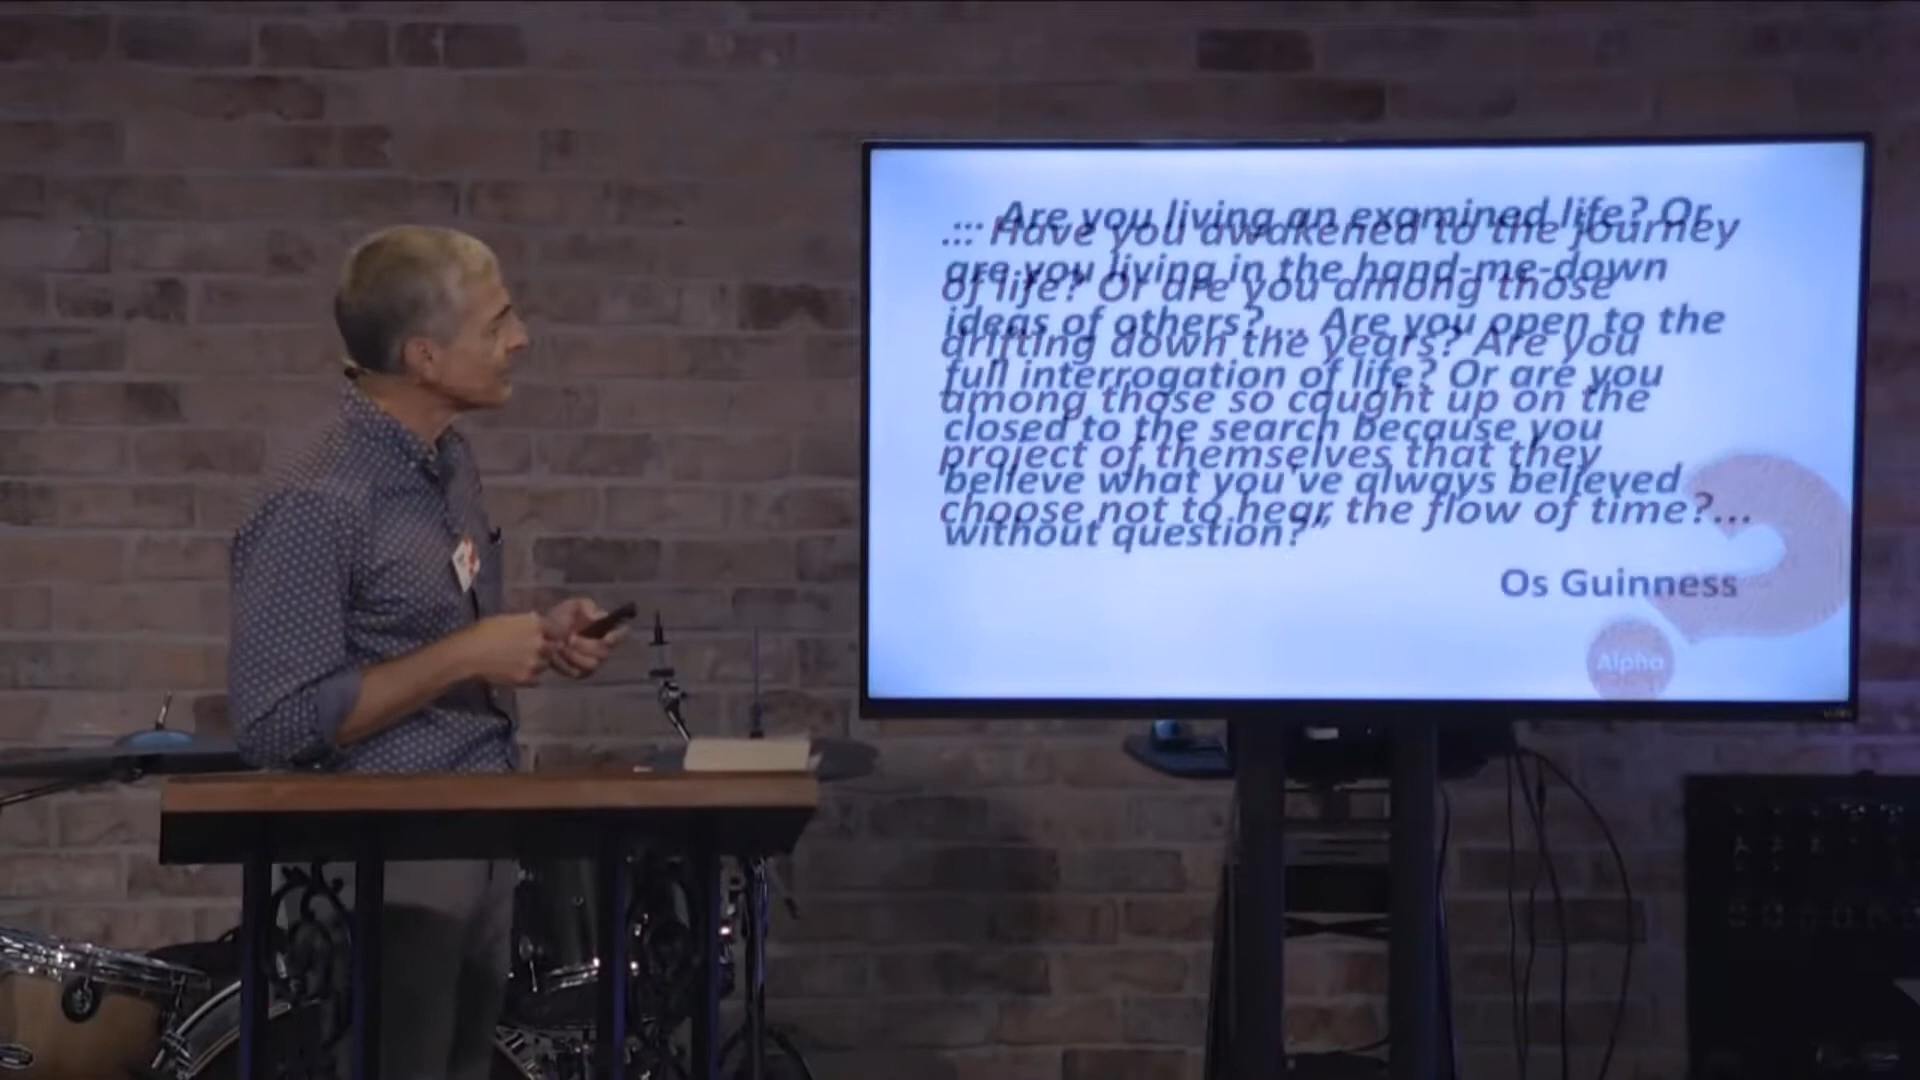 ... Have you awakened to the journey
of life? Or are you among those
drifting down the years? Are you
among those so caught up on the
project of themselves that they
choose not to hear the flow of time?...
... Are you living an examined life? Or
are you living in the hand-me-down
ideas of others?... Are you open to the
full interrogation of life? Or are you
closed to the search because you
believe what you've always believed
without question?"
Os Guinness
Alpha